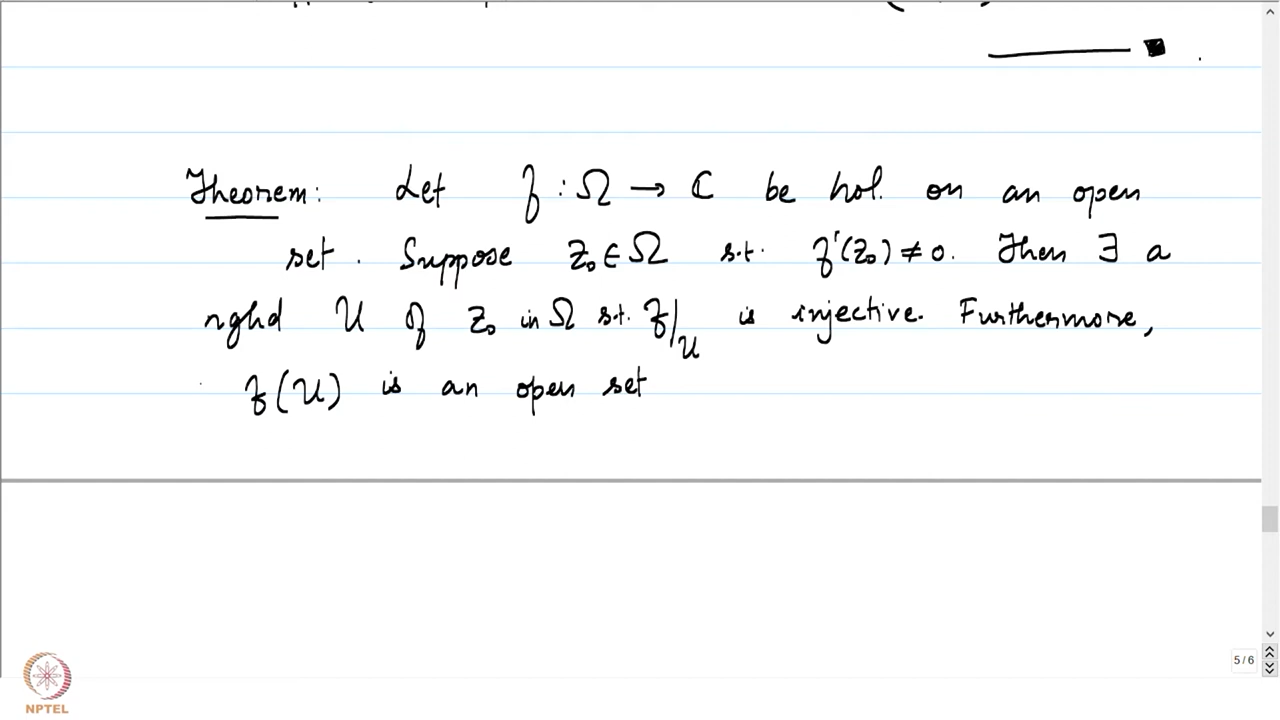 Theorem: Let f : Ω → ℂ be hol. on an open
set. Suppose z₀ ∈ Ω s.t. f'(z₀) ≠ 0. Then ∃ a
nghd U of z₀ in Ω s.t. f|_U is injective. Furthermore,
f(U) is an open set
5 / 6
NPTEL